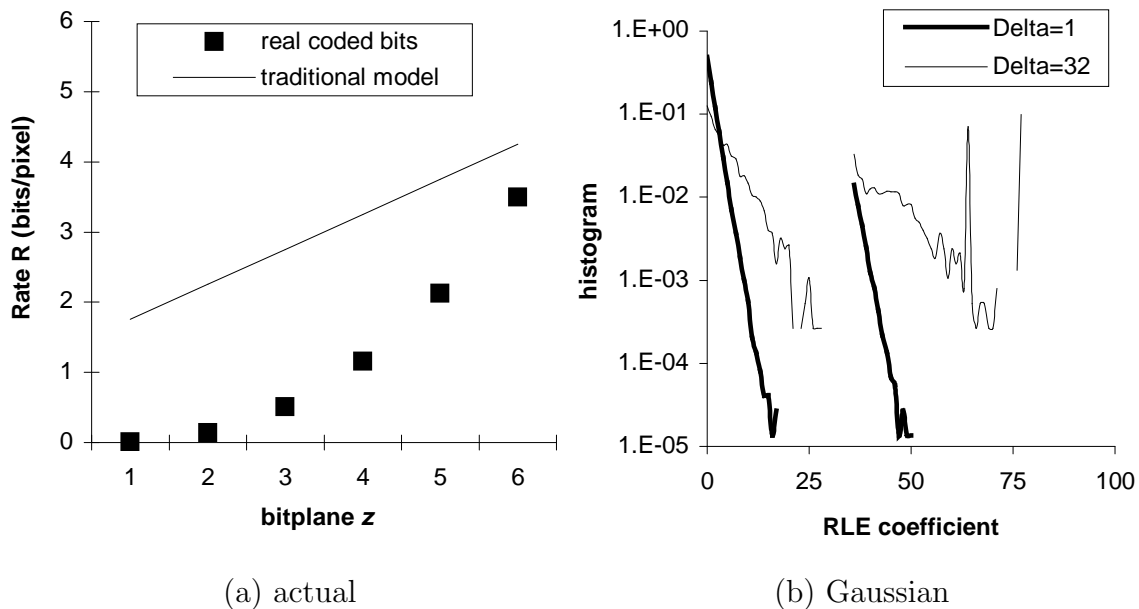 6
5
4
3
2
1
0
Rate R (bits/pixel)
real coded bits
traditional model
1 2 3 4 5 6
bitplane z
(a) actual
1.E+00
1.E-01
1.E-02
1.E-03
1.E-04
1.E-05
histogram
Delta=1
Delta=32
0 25 50 75 100
RLE coefficient
(b) Gaussian